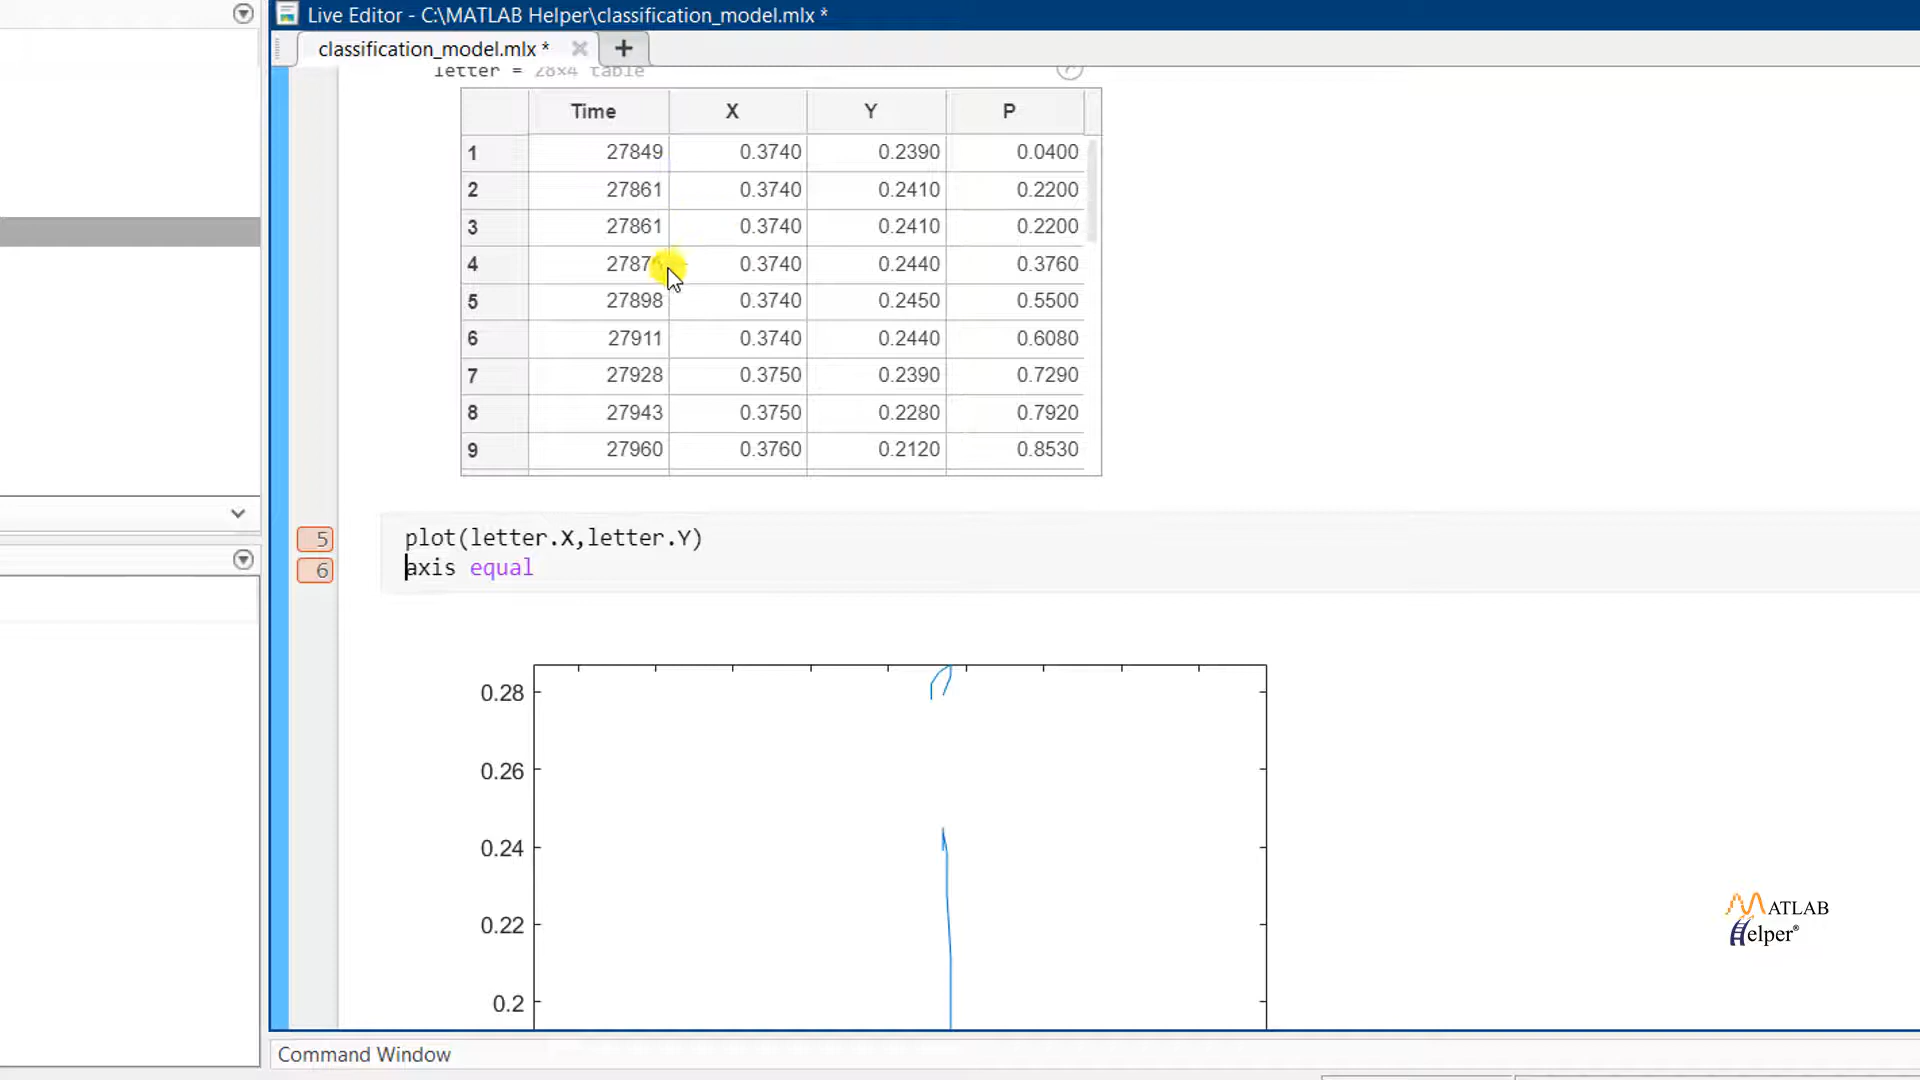 Live Editor - C:\MATLAB Helper\classification_model.mlx *
classification_model.mlx *
letter = 28x4 table
Time X Y P
1 27849 0.3740 0.2390 0.0400
2 27861 0.3740 0.2410 0.2200
3 27861 0.3740 0.2410 0.2200
4 0.3740 0.2440 0.3760
5 27898 0.3740 0.2450 0.5500
6 27911 0.3740 0.2440 0.6080
7 27928 0.3750 0.2390 0.7290
8 27943 0.3750 0.2280 0.7920
9 27960 0.3760 0.2120 0.8530
5 plot(letter.X,letter.Y)
6 axis equal
0.28
0.26
0.24
0.22
0.2
MATLAB
Helper®
Command Window